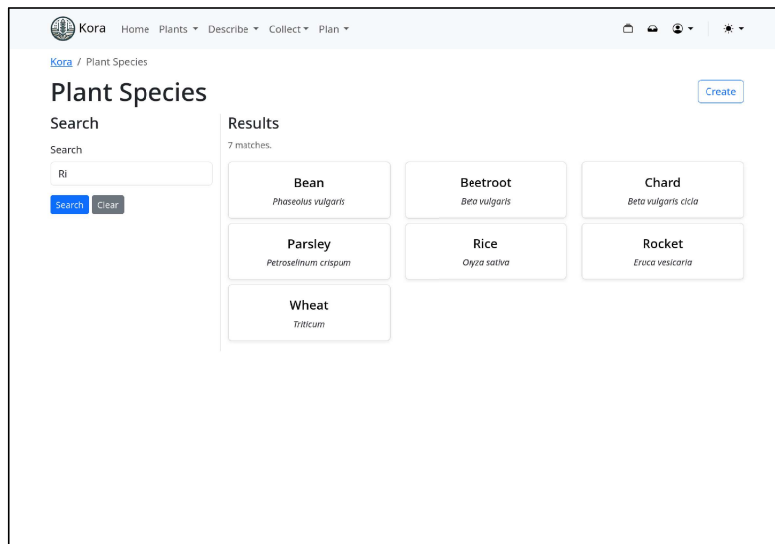 Kora Home Plants Describe Collect Plan
Kora / Plant Species
Plant Species
Create
Search
Search
Ri
Search Clear
Results
7 matches.
Bean
Phaseolus vulgaris
Beetroot
Beta vulgaris
Chard
Beta vulgaris cicla
Parsley
Petroselinum crispum
Rice
Oryza sativa
Rocket
Eruca vesicaria
Wheat
Triticum